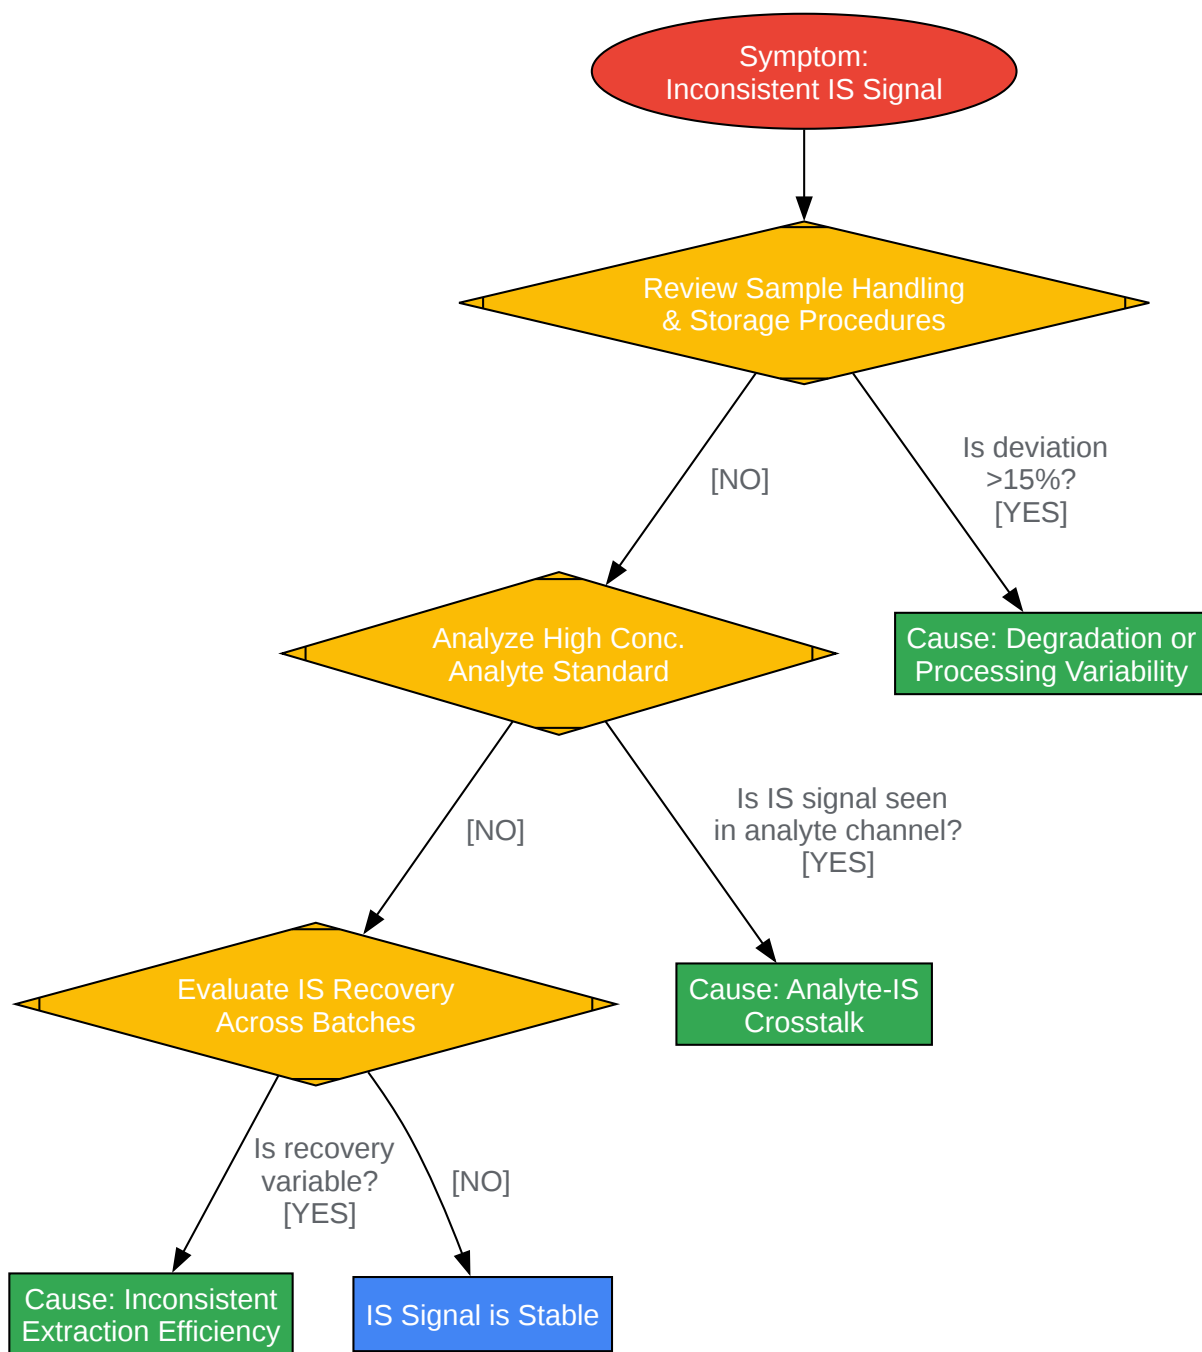 Symptom:
Inconsistent IS Signal
Review Sample Handling
& Storage Procedures
[NO]
Is deviation
>15%?
[YES]
Analyze High Conc.
Analyte Standard
Cause: Degradation or
Processing Variability
[NO]
Is IS signal seen
in analyte channel?
[YES]
Evaluate IS Recovery
Across Batches
Cause: Analyte-IS
Crosstalk
Is recovery
variable?
[YES]
[NO]
Cause: Inconsistent
Extraction Efficiency
IS Signal is Stable